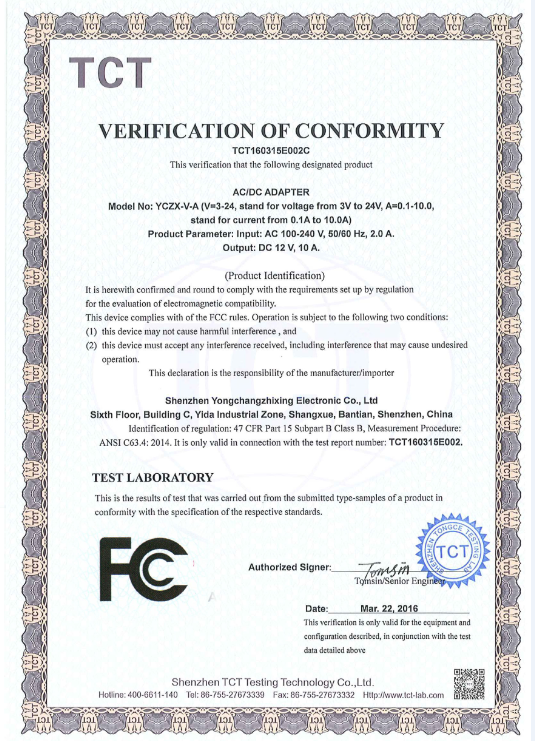 TCT
VERIFICATION OF CONFORMITY
TCT160315E002C
This verification that the following designated product
AC/DC ADAPTER
Model No: YCZX-V-A (V=3-24, stand for voltage from 3V to 24V, A=0.1-10.0,
stand for current from 0.1A to 10.0A)
Product Parameter: Input: AC 100-240 V, 50/60 Hz, 2.0 A.
Output: DC 12 V, 10 A.
(Product Identification)
It is herewith confirmed and round to comply with the requirements set up by regulation
for the evaluation of electromagnetic compatibility.
This device complies with of the FCC rules. Operation is subject to the following two conditions:
(1) this device may not cause harmful interference , and
(2) this device must accept any interference received, including interference that may cause undesired
operation.
This declaration is the responsibility of the manufacturer/importer
Shenzhen Yongchangzhixing Electronic Co., Ltd
Sixth Floor, Building C, Yida Industrial Zone, Shangxue, Bantian, Shenzhen, China
Identification of regulation: 47 CFR Part 15 Subpart B Class B, Measurement Procedure:
ANSI C63.4: 2014. It is only valid in connection with the test report number: TCT160315E002.
TEST LABORATORY
This is the results of test that was carried out from the submitted type-samples of a product in
conformity with the specification of the respective standards.
FC
SHENZHEN TONGCE TESTING LAB
TCT
Authorized Signer: Tomsin
Tomsin/Senior Engineer
Date: Mar. 22, 2016
This verification is only valid for the equipment and
configuration described, in conjunction with the test
data detailed above
Shenzhen TCT Testing Technology Co.,Ltd.
Hotline: 400-6611-140 Tel: 86-755-27673339 Fax: 86-755-27673332 Http://www.tct-lab.com